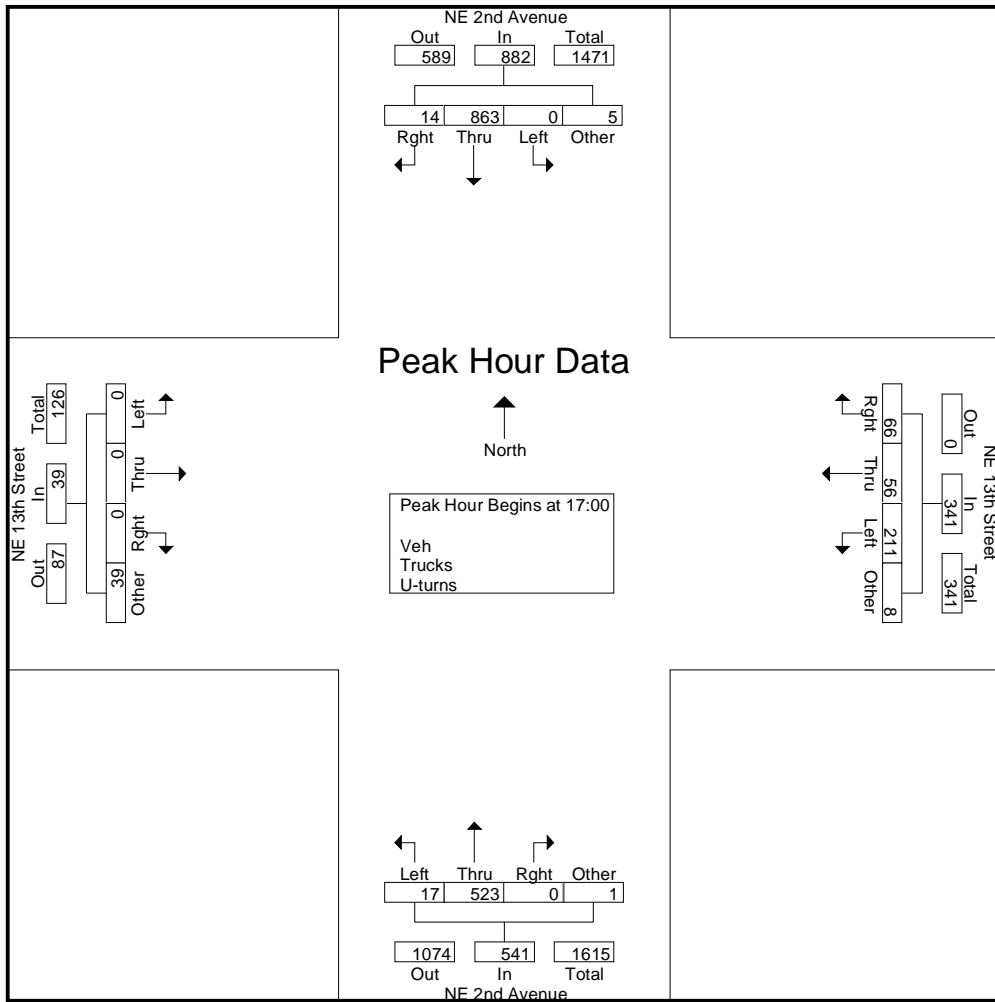 NE 2nd Avenue
Out In Total
589 882 1471
14 863 0 5
Rght Thru Left Other
Peak Hour Data
North
Peak Hour Begins at 17:00
Veh
Trucks
U-turns
NE 13th Street
Out In Total
87 39 126
Other Rght Thru Left
39 0 0 0
NE 13th Street
Out In Total
0 341 341
66 56 211 8
Rght Thru Left Other
Left Thru Rght Other
17 523 0 1
1074 541 1615
Out In Total
NE 2nd Avenue